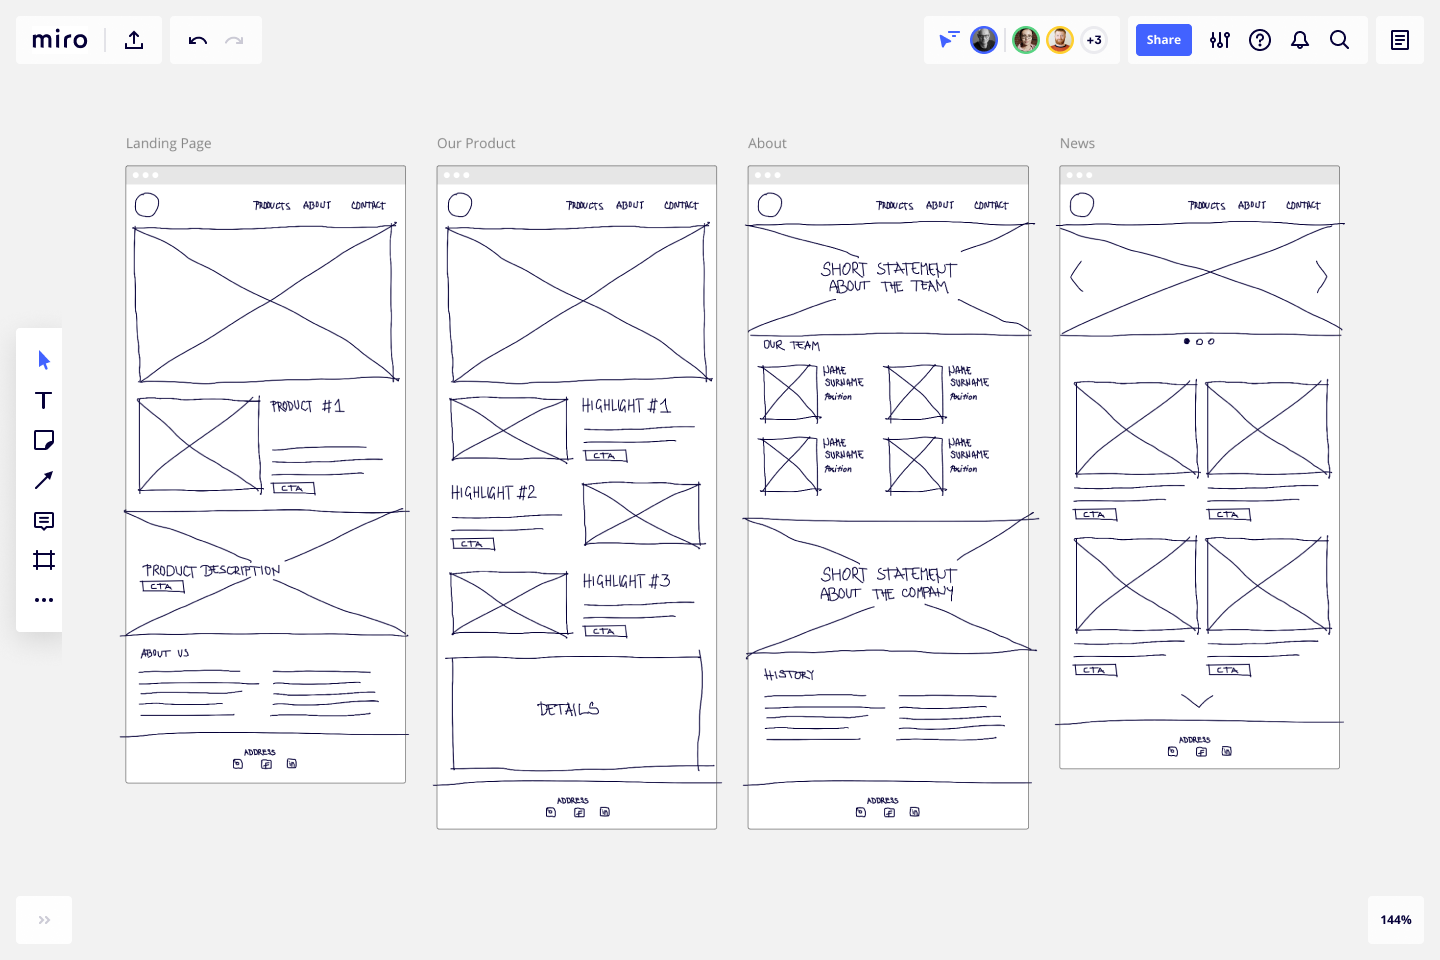 miro
+3
Share
Landing Page
PRODUCTS ABOUT CONTACT
PRODUCT #1
CTA
PRODUCT DESCRIPTION
CTA
ABOUT US
ADDRESS
Our Product
PRODUCTS ABOUT CONTACT
HIGHLIGHT #1
CTA
HIGHLIGHT #2
CTA
HIGHLIGHT #3
CTA
DETAILS
ADDRESS
About
PRODUCTS ABOUT CONTACT
SHORT STATEMENT
ABOUT THE TEAM
OUR TEAM
NAME
SURNAME
Position
NAME
SURNAME
Position
NAME
SURNAME
Position
NAME
SURNAME
Position
SHORT STATEMENT
ABOUT THE COMPANY
HISTORY
ADDRESS
News
PRODUCTS ABOUT CONTACT
CTA
CTA
CTA
CTA
ADDRESS
144%